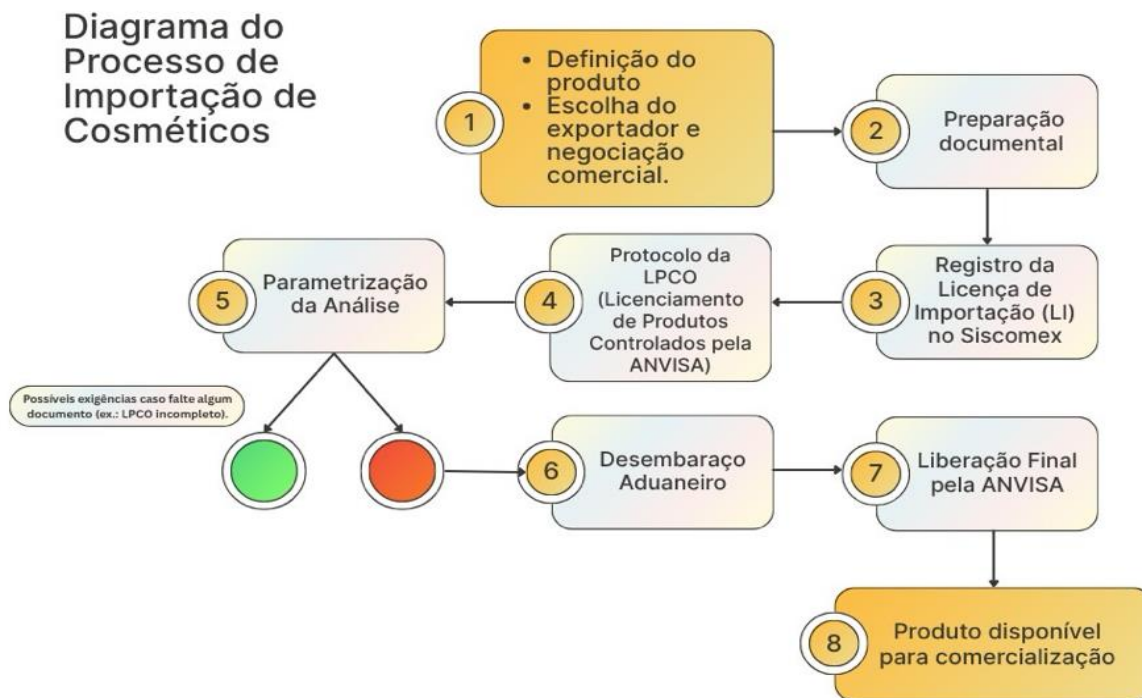 Diagrama do
Processo de
Importação de
Cosméticos
1
• Definição do
produto
• Escolha do
exportador e
negociação
comercial.
2
Preparação
documental
3
Registro da
Licença de
Importação (LI)
no Siscomex
4
Protocolo da
LPCO
(Licenciamento
de Produtos
Controlados pela
ANVISA)
5
Parametrização
da Análise
Possíveis exigências caso falte algum
documento (ex.: LPCO incompleto).
6
Desembaraço
Aduaneiro
7
Liberação Final
pela ANVISA
8
Produto disponível
para comercialização